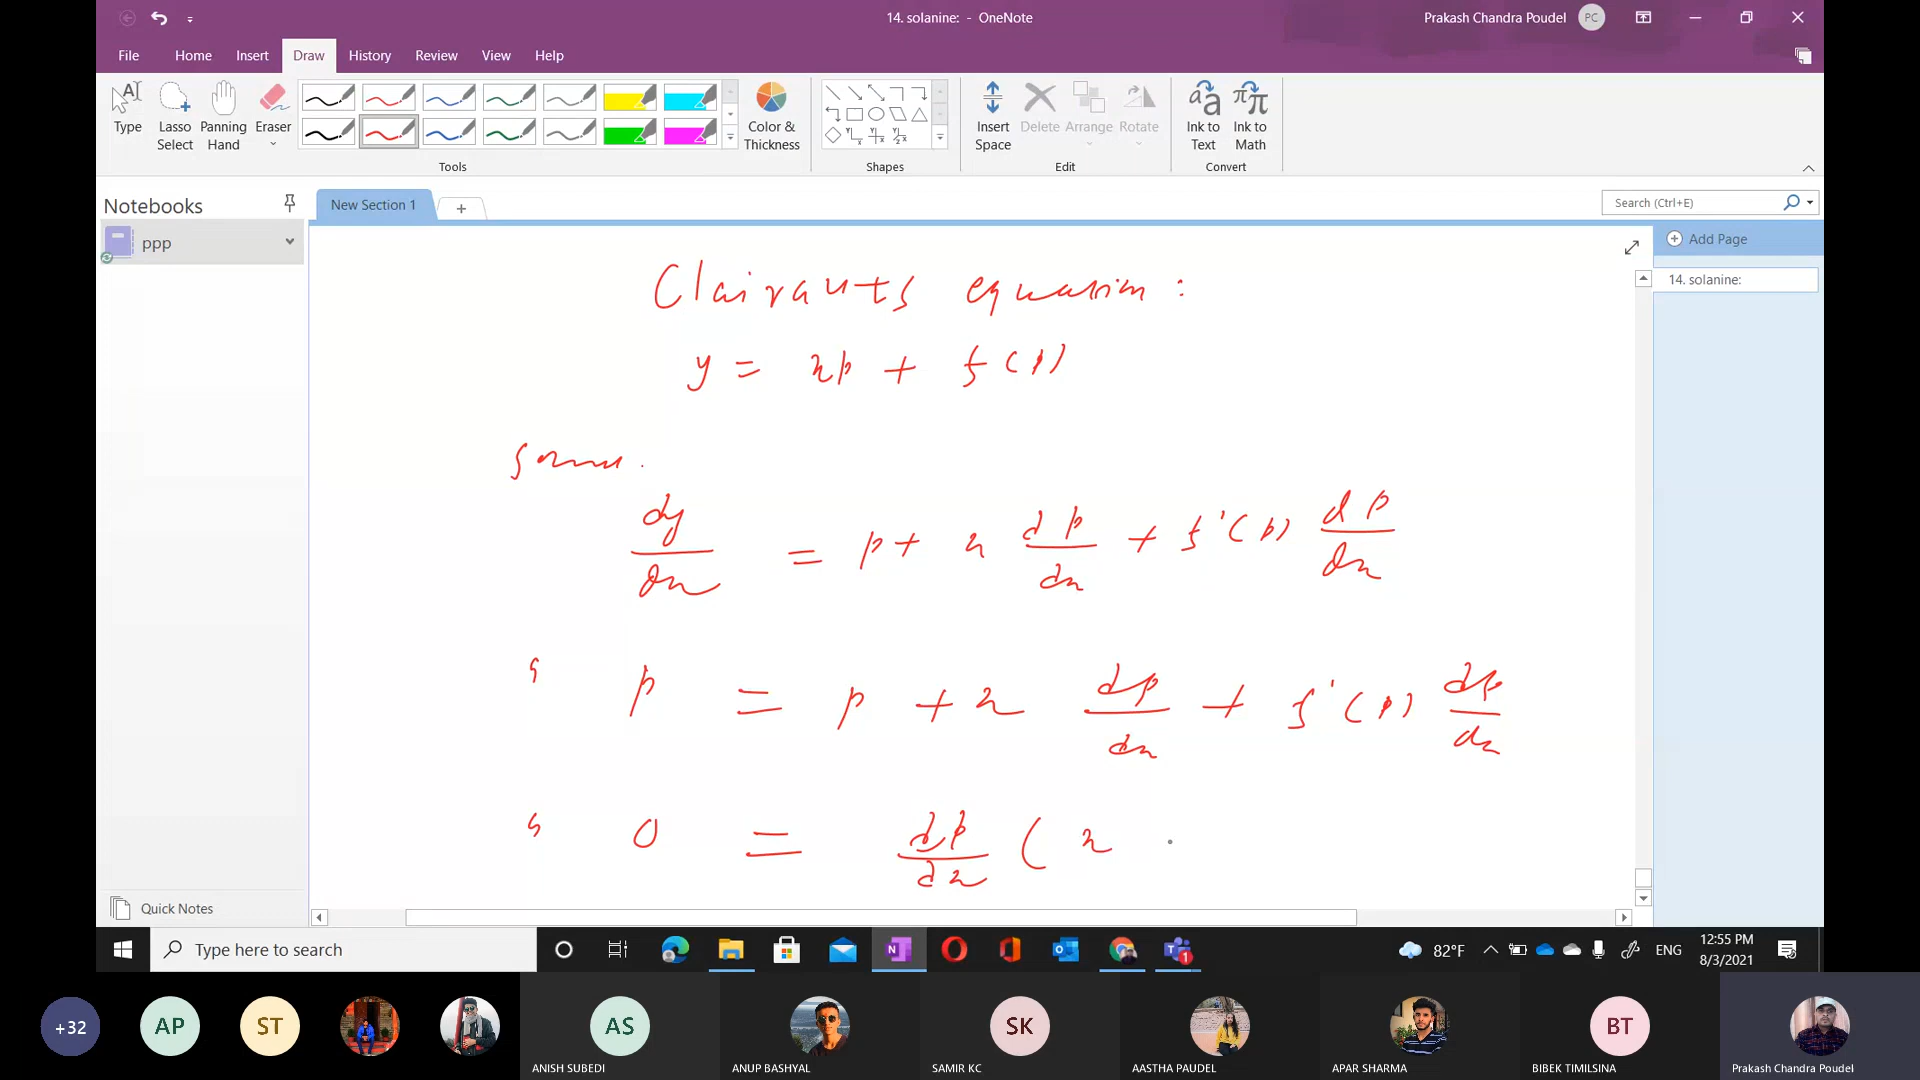 14. solanine: - OneNote
Prakash Chandra Poudel PC
File Home Insert Draw History Review View Help
Type
Lasso Select
Panning Hand
Eraser
Color & Thickness
Insert Space
Delete
Arrange
Rotate
Ink to Text
Ink to Math
Tools
Shapes
Edit
Convert
Notebooks
New Section 1
Search (Ctrl+E)
ppp
Add Page
14. solanine:
Clairauts equation :
y = xp + f(p)
dy/dx = p + x dp/dx + f'(p) dp/dx
p = p + x dp/dx + f'(p) dp/dx
0 = dp/dx ( x
Quick Notes
Type here to search
82°F
ENG
12:55 PM
8/3/2021
+32
AP
ST
AS
SK
BT
ANISH SUBEDI
ANUP BASHYAL
SAMIR KC
AASTHA PAUDEL
APAR SHARMA
BIBEK TIMILSINA
Prakash Chandra Poudel